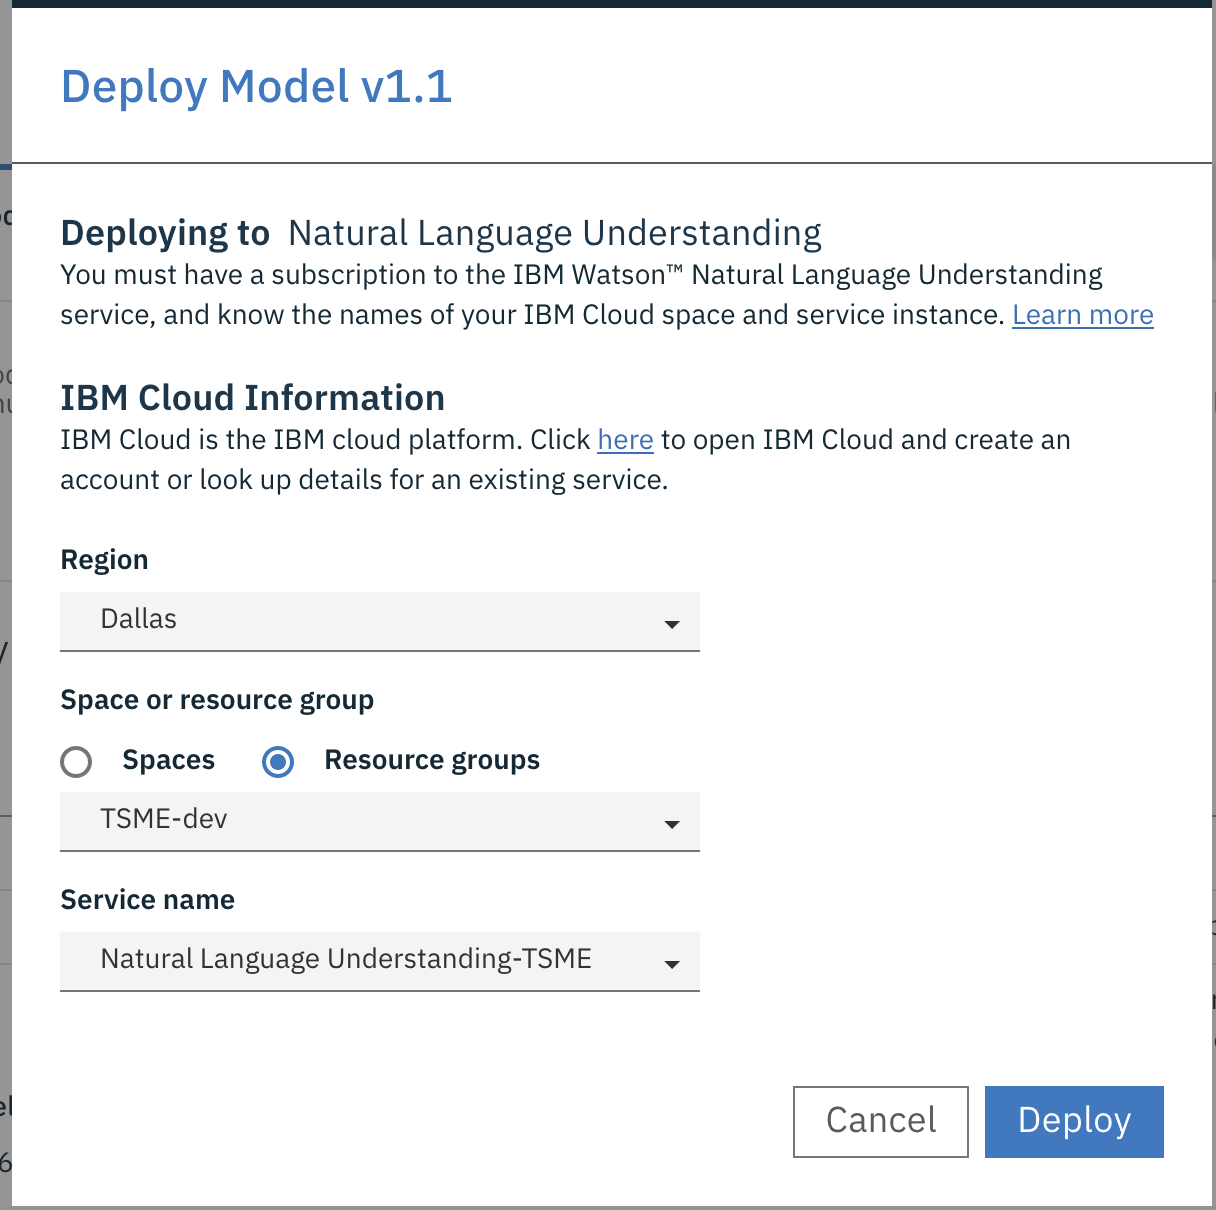 Deploy Model v1.1
Deploying to Natural Language Understanding
You must have a subscription to the IBM Watson™ Natural Language Understanding
service, and know the names of your IBM Cloud space and service instance. Learn more
IBM Cloud Information
IBM Cloud is the IBM cloud platform. Click here to open IBM Cloud and create an
account or look up details for an existing service.
Region
Dallas
Space or resource group
Spaces Resource groups
TSME-dev
Service name
Natural Language Understanding-TSME
Cancel Deploy